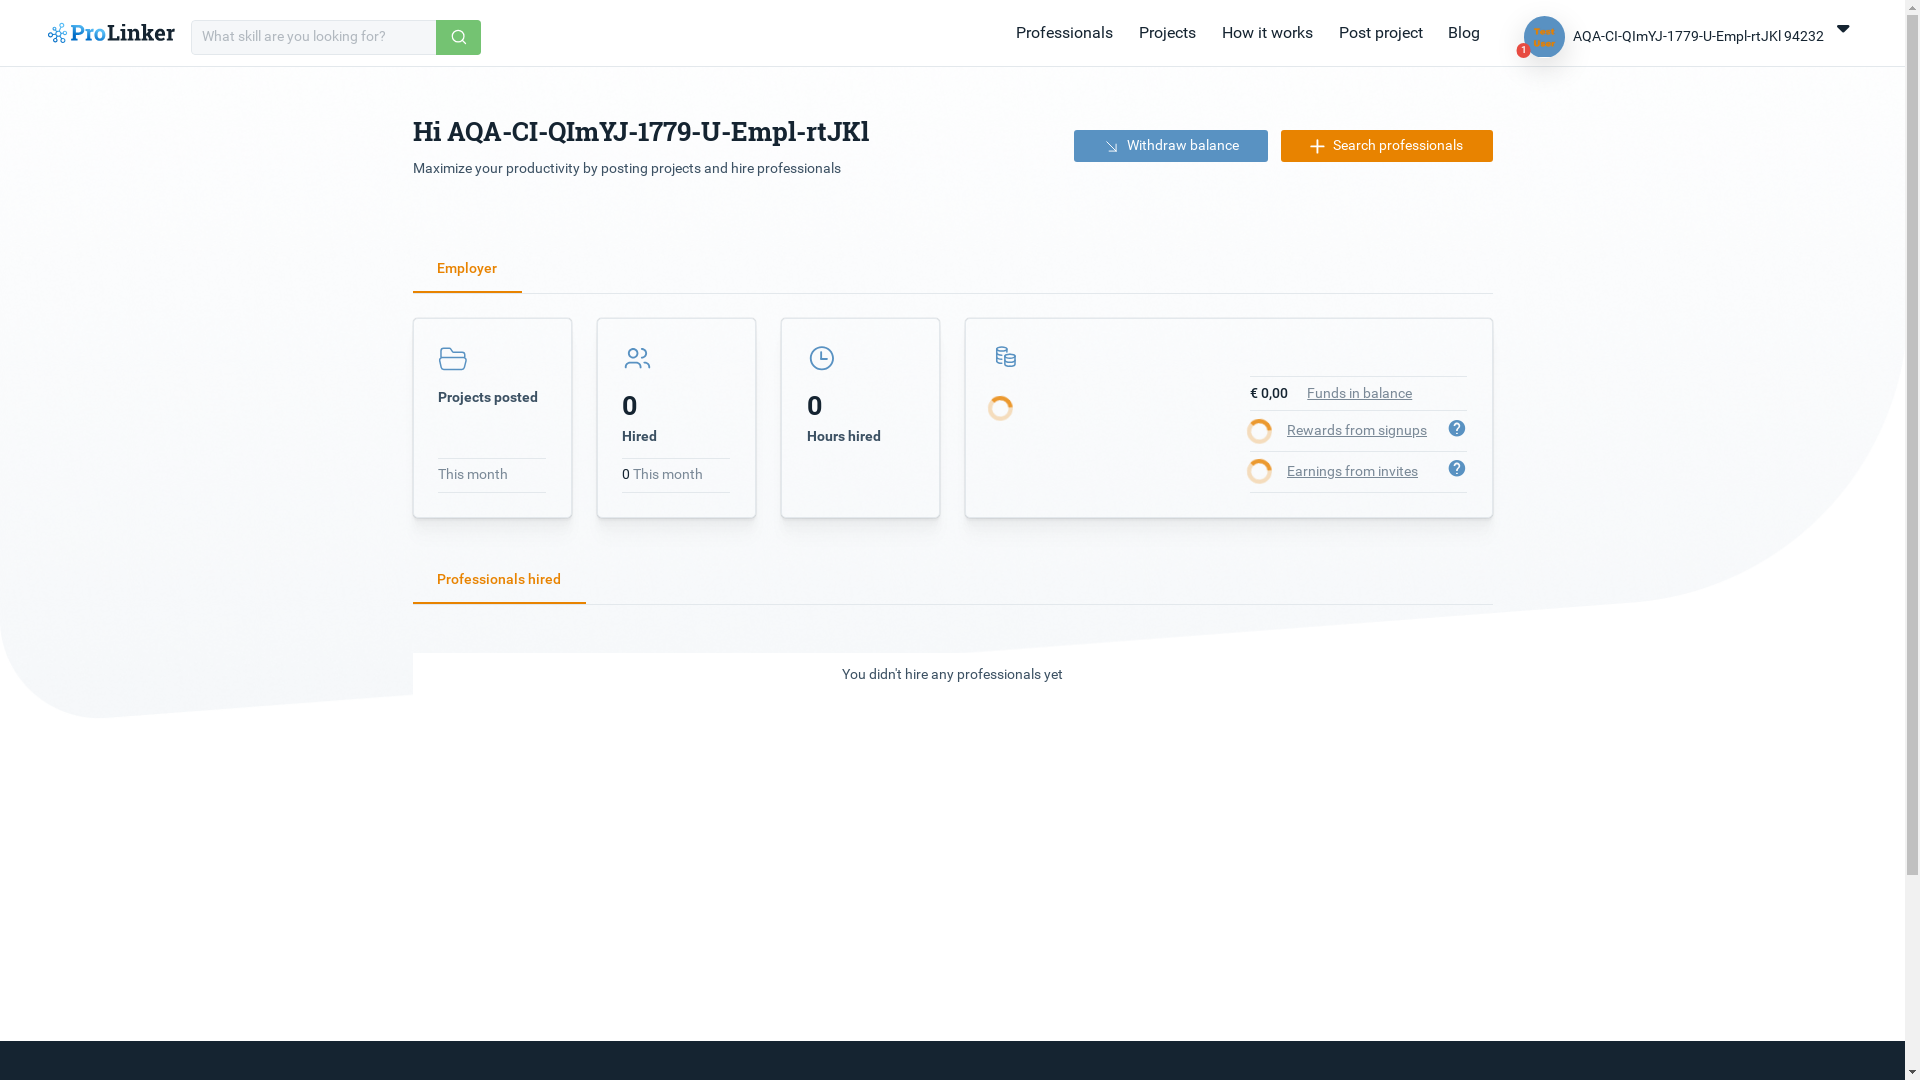 ProLinker
What skill are you looking for?
Professionals
Projects
How it works
Post project
Blog
Test
User
1
AQA-CI-QImYJ-1779-U-Empl-rtJKl 94232
Hi AQA-CI-QImYJ-1779-U-Empl-rtJKl
Maximize your productivity by posting projects and hire professionals
Withdraw balance
Search professionals
Employer
Projects posted
This month
0
Hired
0 This month
0
Hours hired
€ 0,00 Funds in balance
Rewards from signups ?
Earnings from invites ?
Professionals hired
You didn't hire any professionals yet